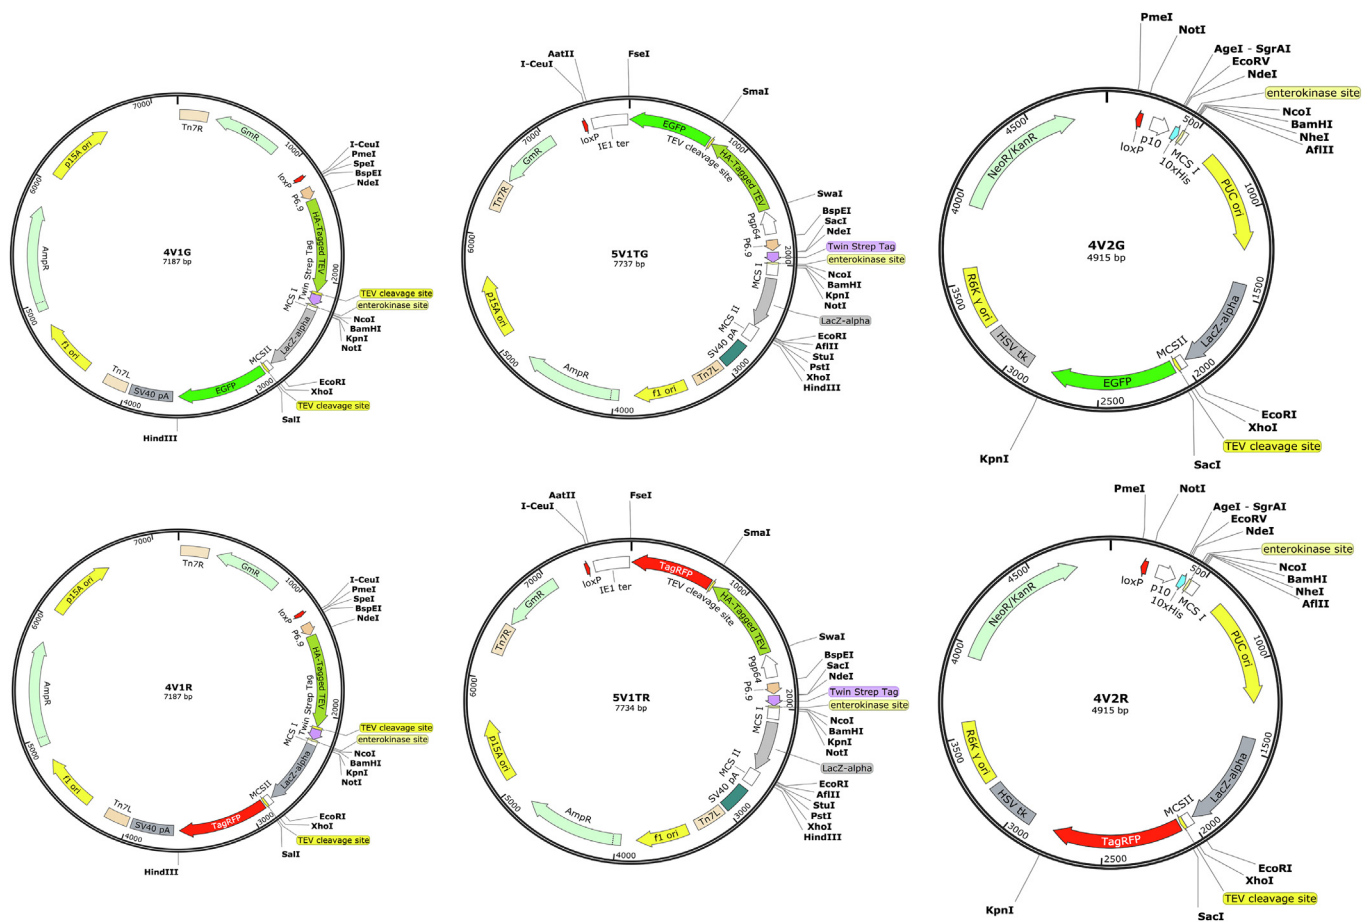 7000
Tn7R
GmR
1000
p15A ori
6000
loxP
P6.9
HA-Tagged TEV
2000
I-CeuI
PmeI
SpeI
BspEI
NdeI
4V1G
7187 bp
AmpR
5000
f1 ori
Tn7L
4000
SV40 pA
EGFP
3000
MCSII
LacZ-alpha
MCS I
Twin Strep Tag
TEV cleavage site
enterokinase site
NcoI
BamHI
KpnI
NotI
EcoRI
XhoI
TEV cleavage site
SalI
HindIII
AatII
I-CeuI
FseI
SmaI
loxP
IE1 ter
EGFP
TEV cleavage site
1000
HA-Tagged TEV
7000
GmR
Tn7R
6000
Pgp64
P6.9
2000
SwaI
BspEI
SacI
NdeI
Twin Strep Tag
enterokinase site
NcoI
BamHI
KpnI
NotI
5V1TG
7737 bp
MCS I
LacZ-alpha
MCS II
SV40 pA
3000
Tn7L
f1 ori
4000
AmpR
5000
p15A ori
EcoRI
AflII
StuI
PstI
XhoI
HindIII
PmeI
NotI
AgeI - SgrAI
EcoRV
NdeI
enterokinase site
NcoI
BamHI
NheI
AflII
4500
NeoR/KanR
loxP
p10
10xHis
MCS I
500
PUC ori
1000
4000
4V2G
4915 bp
R6K γ ori
3500
HSV tk
3000
EGFP
2500
MCSII
LacZ-alpha
1500
2000
EcoRI
XhoI
TEV cleavage site
SacI
KpnI
7000
Tn7R
GmR
1000
p15A ori
6000
loxP
P6.9
HA-Tagged TEV
2000
I-CeuI
PmeI
SpeI
BspEI
NdeI
4V1R
7187 bp
AmpR
5000
f1 ori
Tn7L
4000
SV40 pA
TagRFP
3000
MCSII
LacZ-alpha
MCS I
Twin Strep Tag
TEV cleavage site
enterokinase site
NcoI
BamHI
KpnI
NotI
EcoRI
XhoI
TEV cleavage site
SalI
HindIII
AatII
I-CeuI
FseI
SmaI
loxP
IE1 ter
TagRFP
TEV cleavage site
1000
HA-Tagged TEV
7000
GmR
Tn7R
6000
Pgp64
P6.9
2000
SwaI
BspEI
SacI
NdeI
Twin Strep Tag
enterokinase site
NcoI
BamHI
KpnI
NotI
5V1TR
7734 bp
MCS I
LacZ-alpha
MCS II
SV40 pA
3000
Tn7L
f1 ori
4000
AmpR
5000
p15A ori
EcoRI
AflII
StuI
PstI
XhoI
HindIII
PmeI
NotI
AgeI - SgrAI
EcoRV
NdeI
enterokinase site
NcoI
BamHI
NheI
AflII
4500
NeoR/KanR
loxP
p10
10xHis
MCS I
500
PUC ori
1000
4000
4V2R
4915 bp
R6K γ ori
3500
HSV tk
3000
TagRFP
2500
MCSII
LacZ-alpha
1500
2000
EcoRI
XhoI
TEV cleavage site
SacI
KpnI